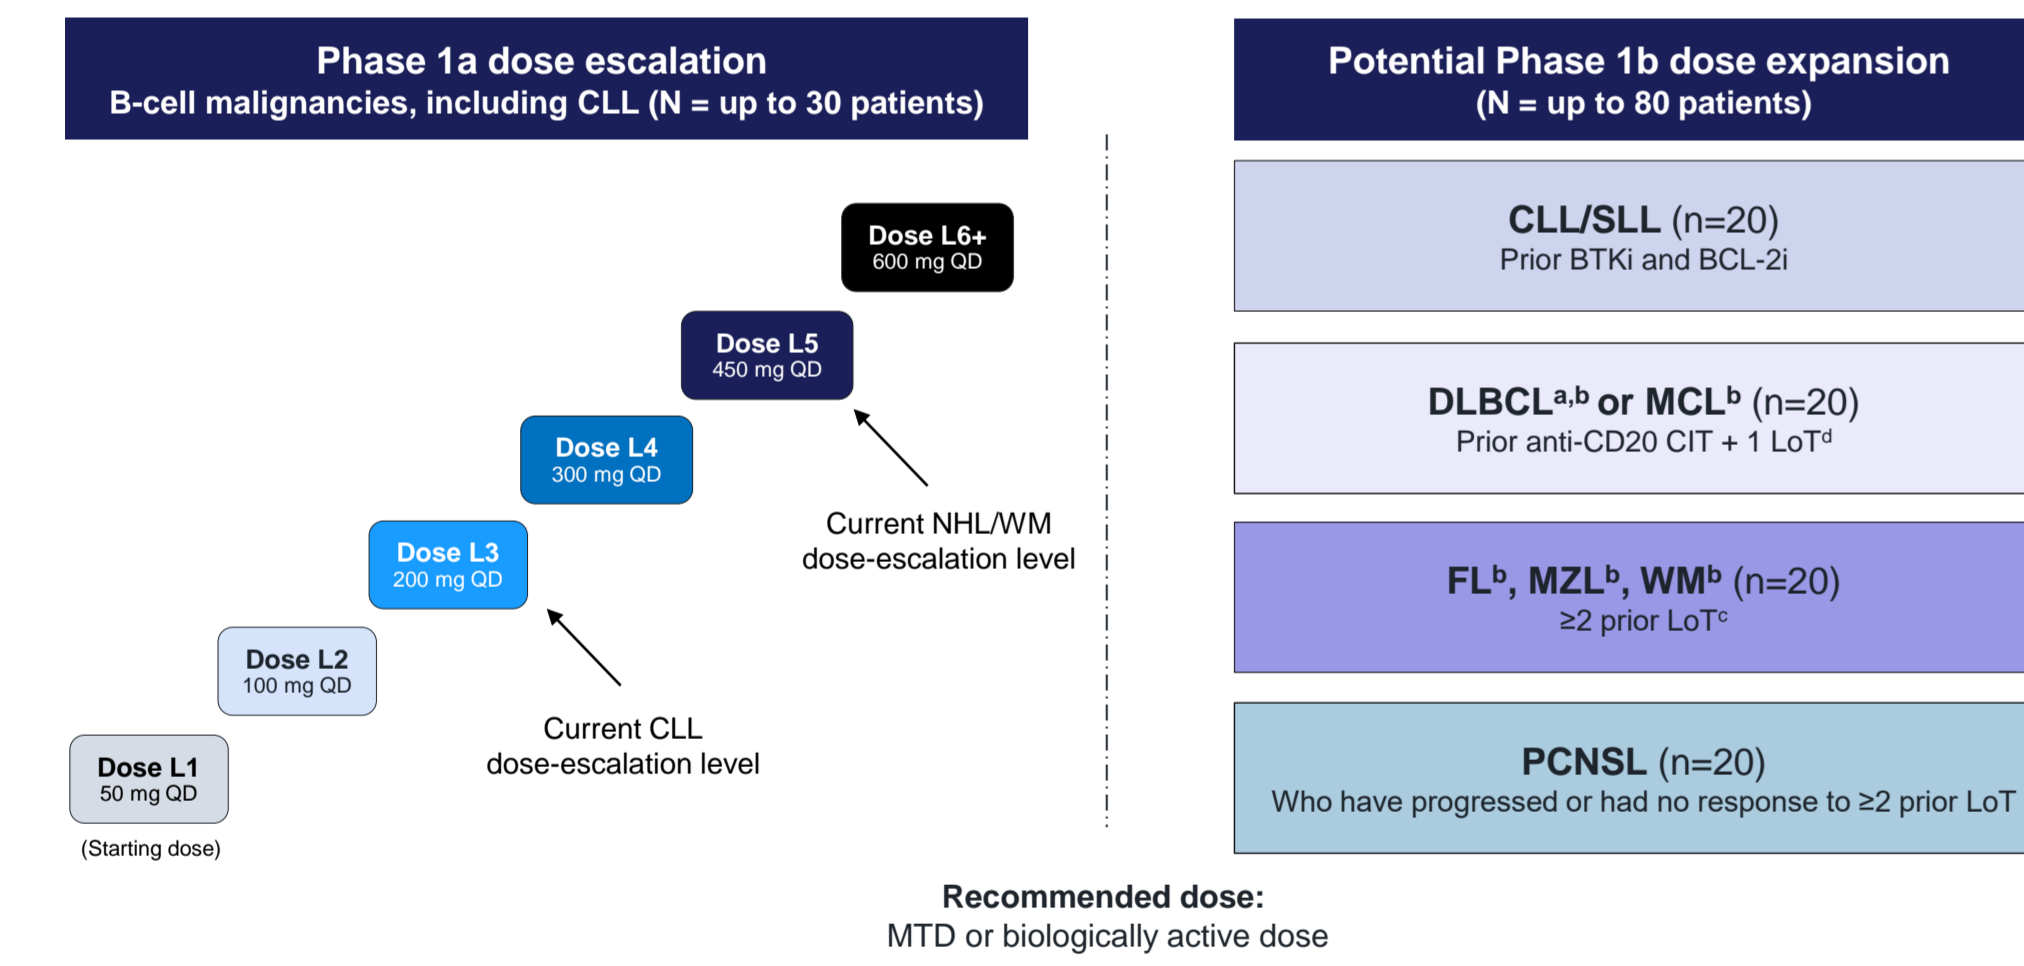 Phase 1a dose escalation
B-cell malignancies, including CLL (N = up to 30 patients)
Dose L6+
600 mg QD
Dose L5
450 mg QD
Dose L4
300 mg QD
Current NHL/WM
dose-escalation level
Dose L3
200 mg QD
Dose L2
100 mg QD
Current CLL
dose-escalation level
Dose L1
50 mg QD
(Starting dose)
Potential Phase 1b dose expansion
(N = up to 80 patients)
CLL/SLL (n=20)
Prior BTKi and BCL-2i
DLBCLᵃ,ᵇ or MCLᵇ (n=20)
Prior anti-CD20 CIT + 1 LoTᵈ
FLᵇ, MZLᵇ, WMᵇ (n=20)
≥2 prior LoTᶜ
PCNSL (n=20)
Who have progressed or had no response to ≥2 prior LoT
Recommended dose:
MTD or biologically active dose